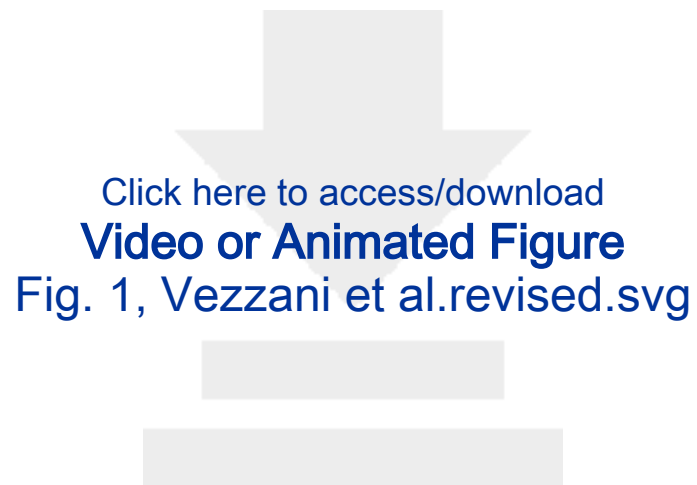 Click here to access/download
Video or Animated Figure
Fig. 1, Vezzani et al.revised.svg